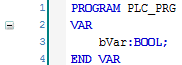 1 PROGRAM PLC_PRG
2 VAR
3 bVar:BOOL;
4 END_VAR